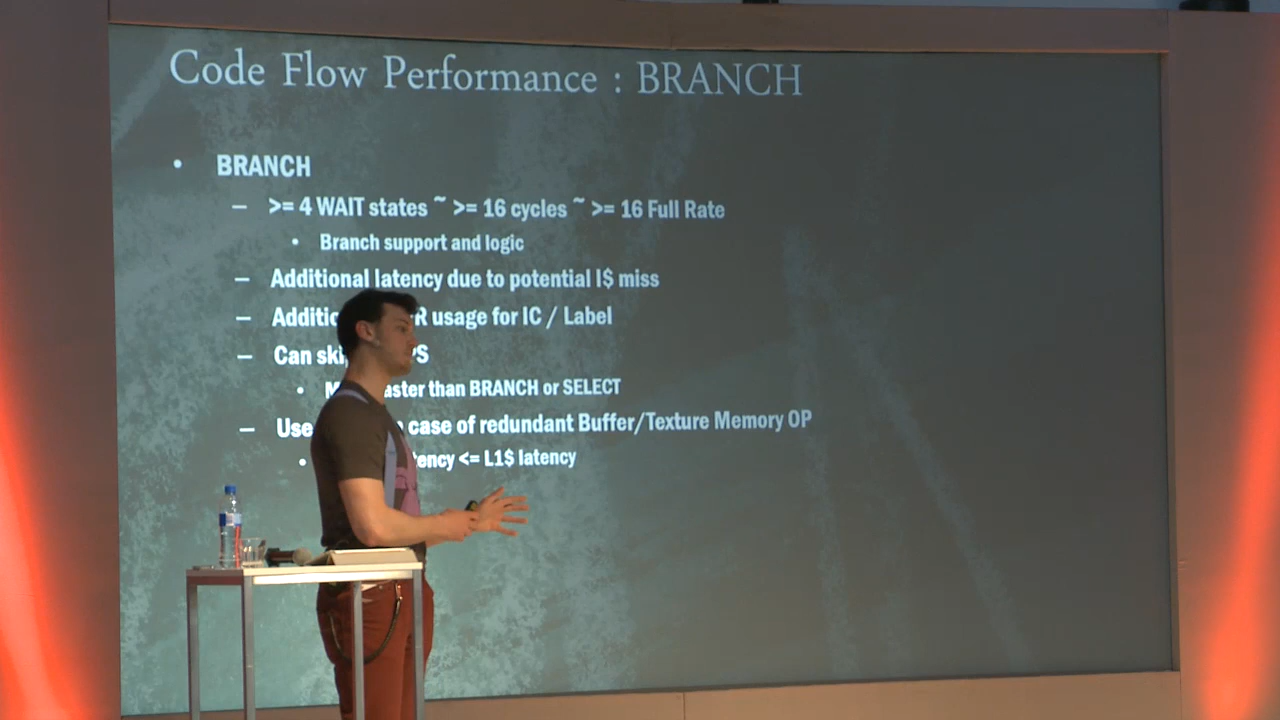 Code Flow Performance : BRANCH
• BRANCH
– >= 4 WAIT states ~ >= 16 cycles ~ >= 16 Full Rate
• Branch support and logic
– Additional latency due to potential I$ miss
– usage for IC / Label
– Can
• than BRANCH or SELECT
– case of redundant Buffer/Texture Memory OP
• <= L1$ latency